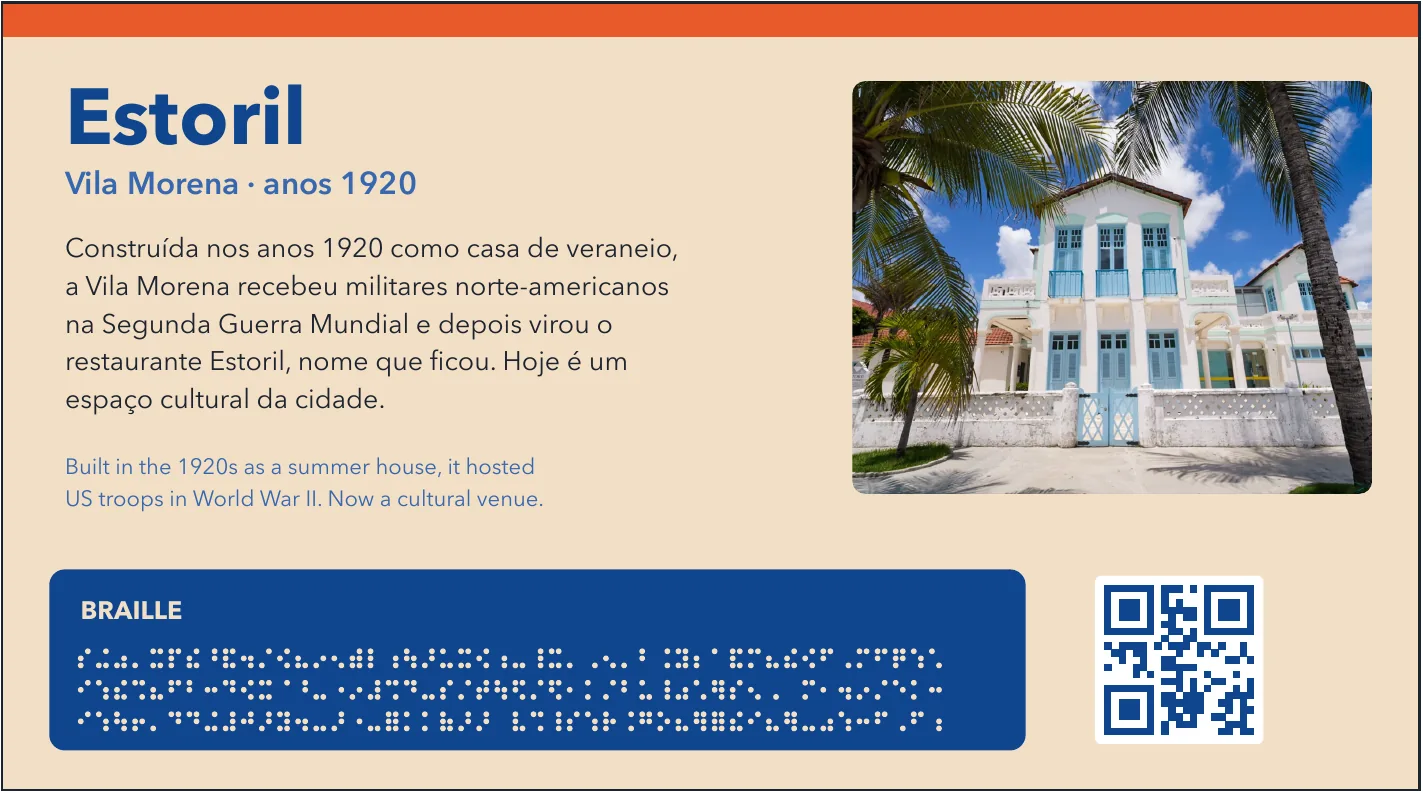 Estoril
Vila Morena · anos 1920
Construída nos anos 1920 como casa de veraneio,
a Vila Morena recebeu militares norte-americanos
na Segunda Guerra Mundial e depois virou o
restaurante Estoril, nome que ficou. Hoje é um
espaço cultural da cidade.
Built in the 1920s as a summer house, it hosted
US troops in World War II. Now a cultural venue.
BRAILLE